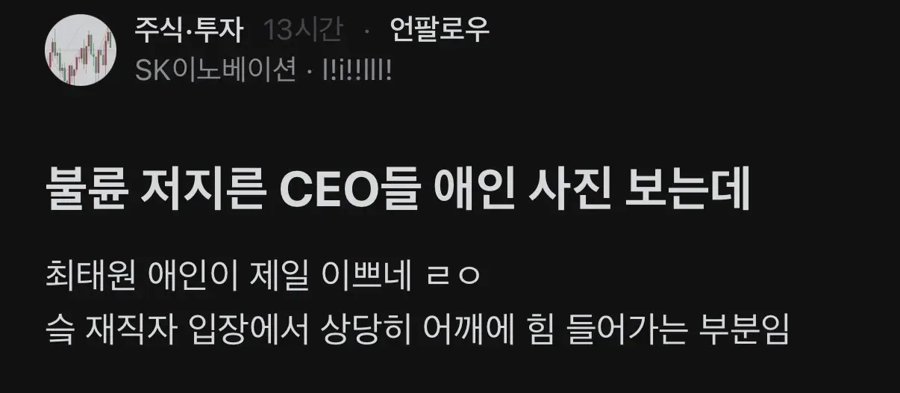 주식·투자 13시간 · 언팔로우
SK이노베이션 · l!i!!lll!
불륜 저지른 CEO들 애인 사진 보는데
최태원 애인이 제일 이쁘네 ㄹㅇ
슼 재직자 입장에서 상당히 어깨에 힘 들어가는 부분임